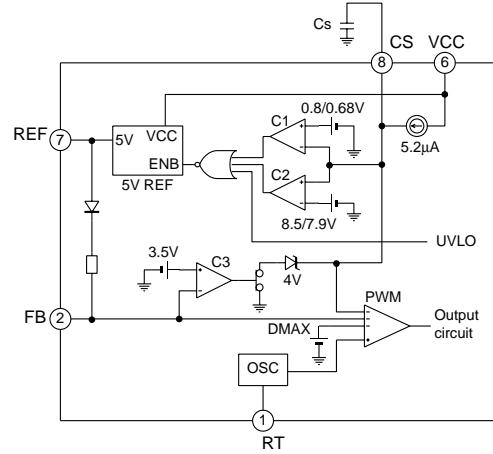 Cs
CS
VCC
8
6
REF
7
5V
VCC
ENB
5V REF
C1
0.8/0.68V
5.2μA
C2
8.5/7.9V
UVLO
3.5V
C3
4V
FB
2
PWM
DMAX
Output
circuit
OSC
1
RT